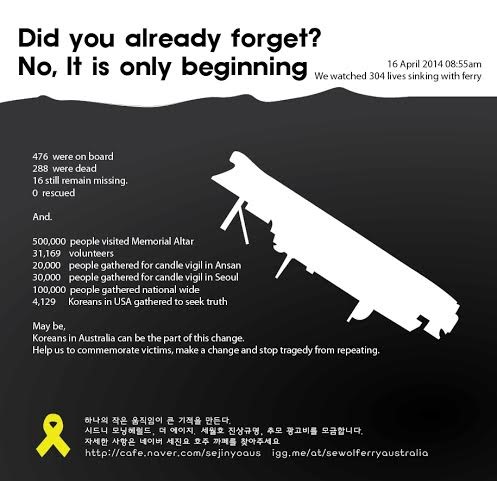 Did you already forget?
No, It is only beginning
16 April 2014 08:55am
We watched 304 lives sinking with ferry
476 were on board
288 were dead
16 still remain missing.
0 rescued
And.
500,000 people visited Memorial Altar
31,169 volunteers
20,000 people gathered for candle vigil in Ansan
30,000 people gathered for candle vigil in Seoul
100,000 people gathered national wide
4,129 Koreans in USA gathered to seek truth
May be,
Koreans in Australia can be the part of this change.
Help us to commemorate victims, make a change and stop tragedy from repeating.
하나의 작은 움직임이 큰 기적을 만든다.
시드니 모닝헤럴드, 더 에이지. 세월호 진상규명, 추모 광고비를 모금합니다.
자세한 사항은 네이버 세진요 호주 까페를 찾아주세요
http://cafe.naver.com/sejinyoaus igg.me/at/sewolferryaustralia